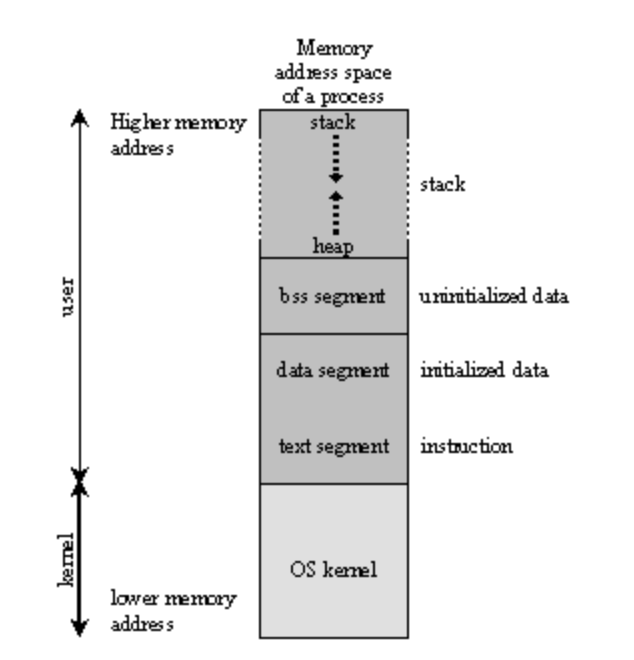 Memory
address space
of a process
Higher memory
address
stack
stack
heap
user
bss segment
uninitialized data
data segment
initialized data
text segment
instruction
kernel
OS kernel
lower memory
address